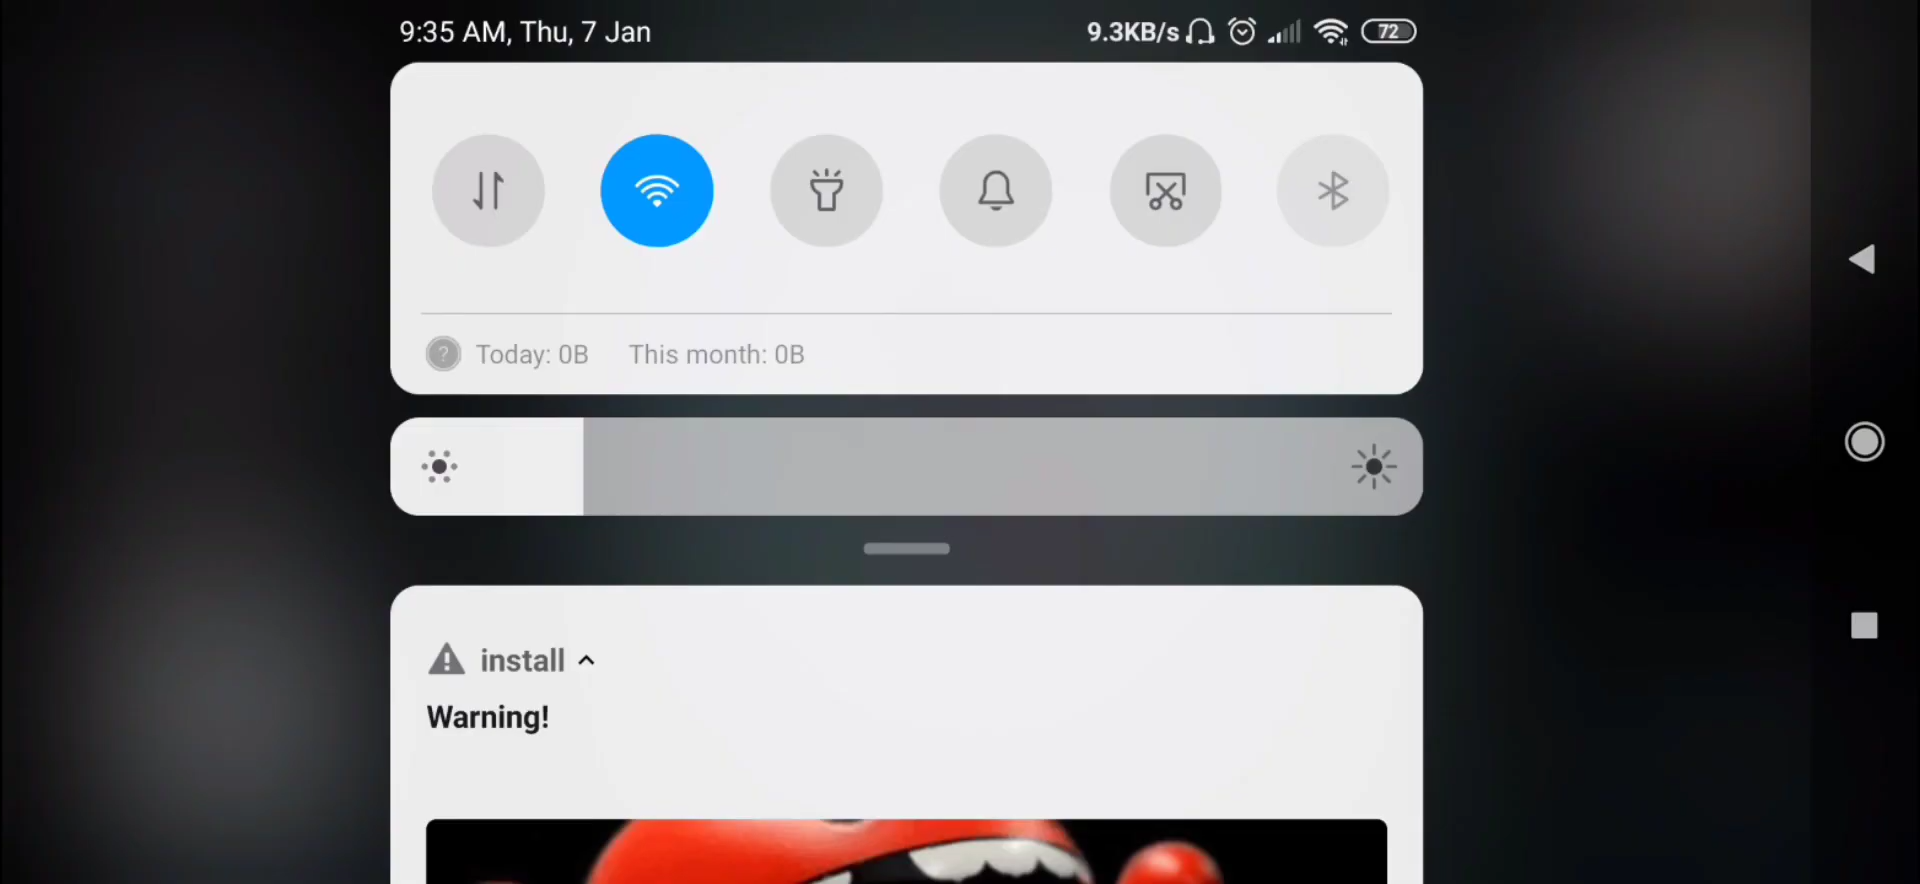 9:35 AM, Thu, 7 Jan 9.3KB/s 72
? Today: 0B This month: 0B
install
Warning!